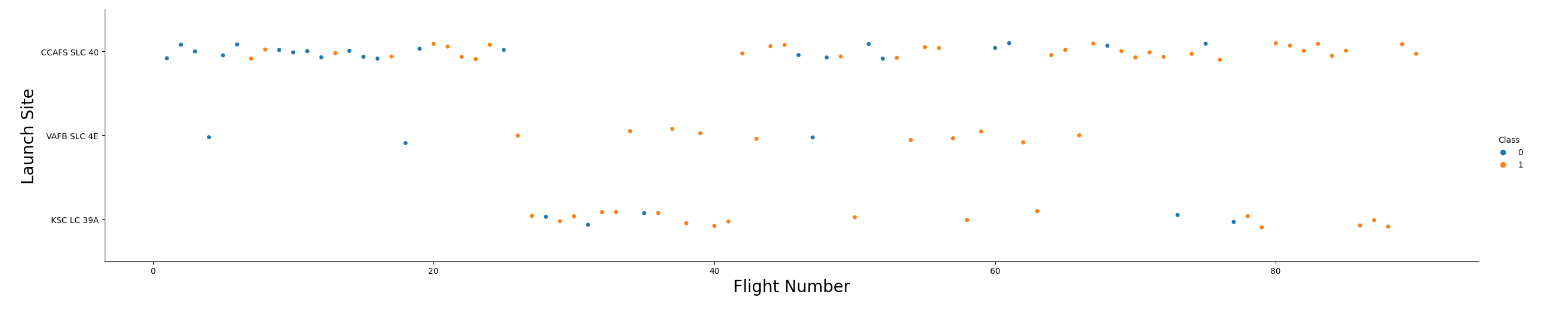 Launch Site
CCAFS SLC 40
VAFB SLC 4E
KSC LC 39A
0 20 40 60 80
Flight Number
Class
0
1